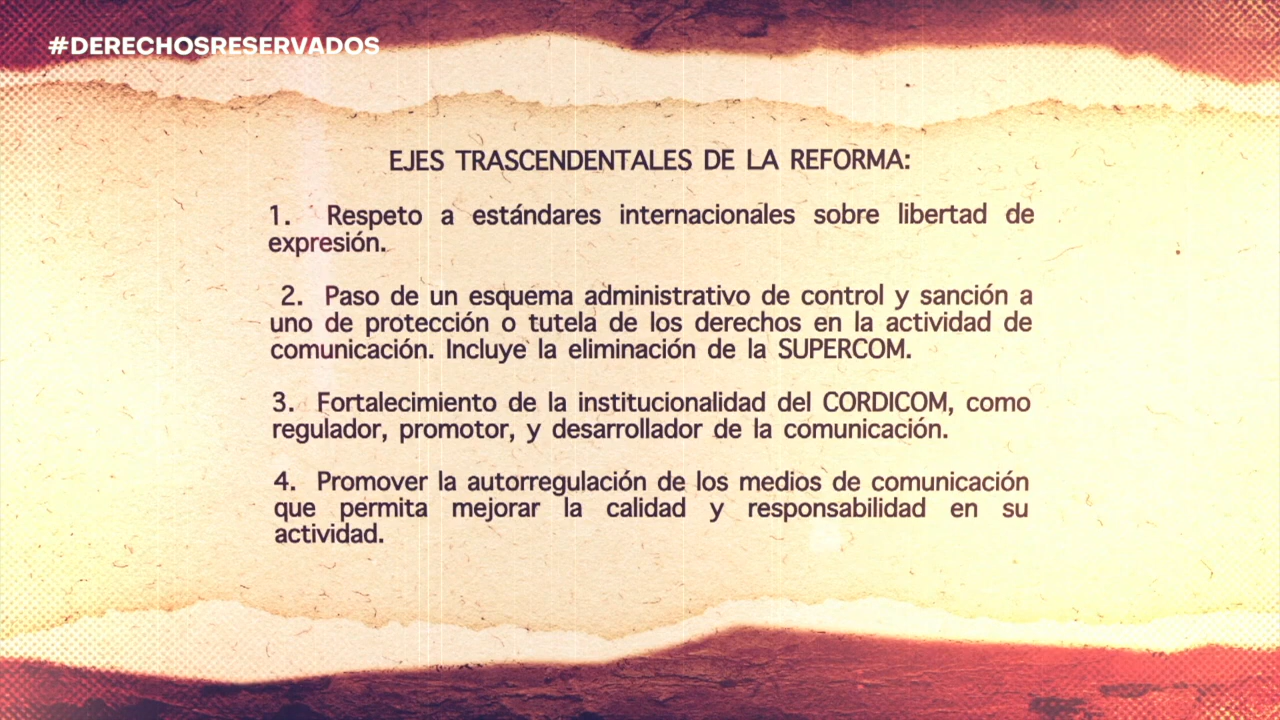 #DERECHOSRESERVADOS
EJES TRASCENDENTALES DE LA REFORMA:
1. Respeto a estándares internacionales sobre libertad de
expresión.
2. Paso de un esquema administrativo de control y sanción a
uno de protección o tutela de los derechos en la actividad de
comunicación. Incluye la eliminación de la SUPERCOM.
3. Fortalecimiento de la institucionalidad del CORDICOM, como
regulador, promotor, y desarrollador de la comunicación.
4. Promover la autorregulación de los medios de comunicación
que permita mejorar la calidad y responsabilidad en su
actividad.